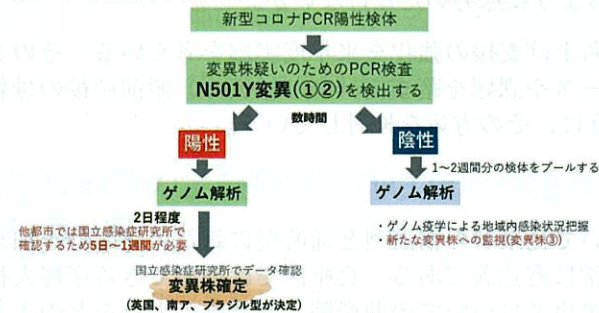 新型コロナPCR陽性検体
変異株疑いのためのPCR検査
N501Y変異(①②)を検出する
数時間
陽性
陰性
1～2週間分の検体をプールする
ゲノム解析
ゲノム解析
2日程度
他都市では国立感染症研究所で
確認するため5日～1週間が必要
・ゲノム疫学による地域内感染状況把握
・新たな変異株への監視(変異株③)
国立感染症研究所でデータ確認
変異株確定
(英国、南ア、ブラジル型が決定)